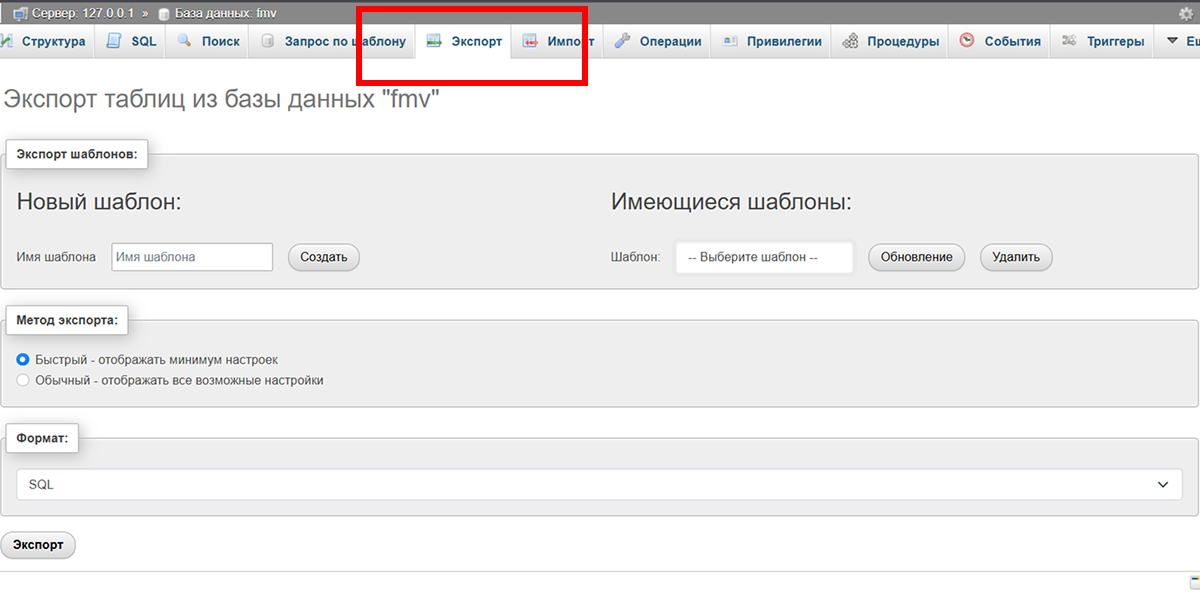 Сервер: 127.0.0.1 » База данных: fmv
Структура SQL Поиск Запрос по шаблону Экспорт Импорт Операции Привилегии Процедуры События Триггеры
Экспорт таблиц из базы данных "fmv"
Экспорт шаблонов:
Новый шаблон: Имеющиеся шаблоны:
Имя шаблона Имя шаблона Создать Шаблон: -- Выберите шаблон -- Обновление Удалить
Метод экспорта:
Быстрый - отображать минимум настроек
Обычный - отображать все возможные настройки
Формат:
SQL
Экспорт